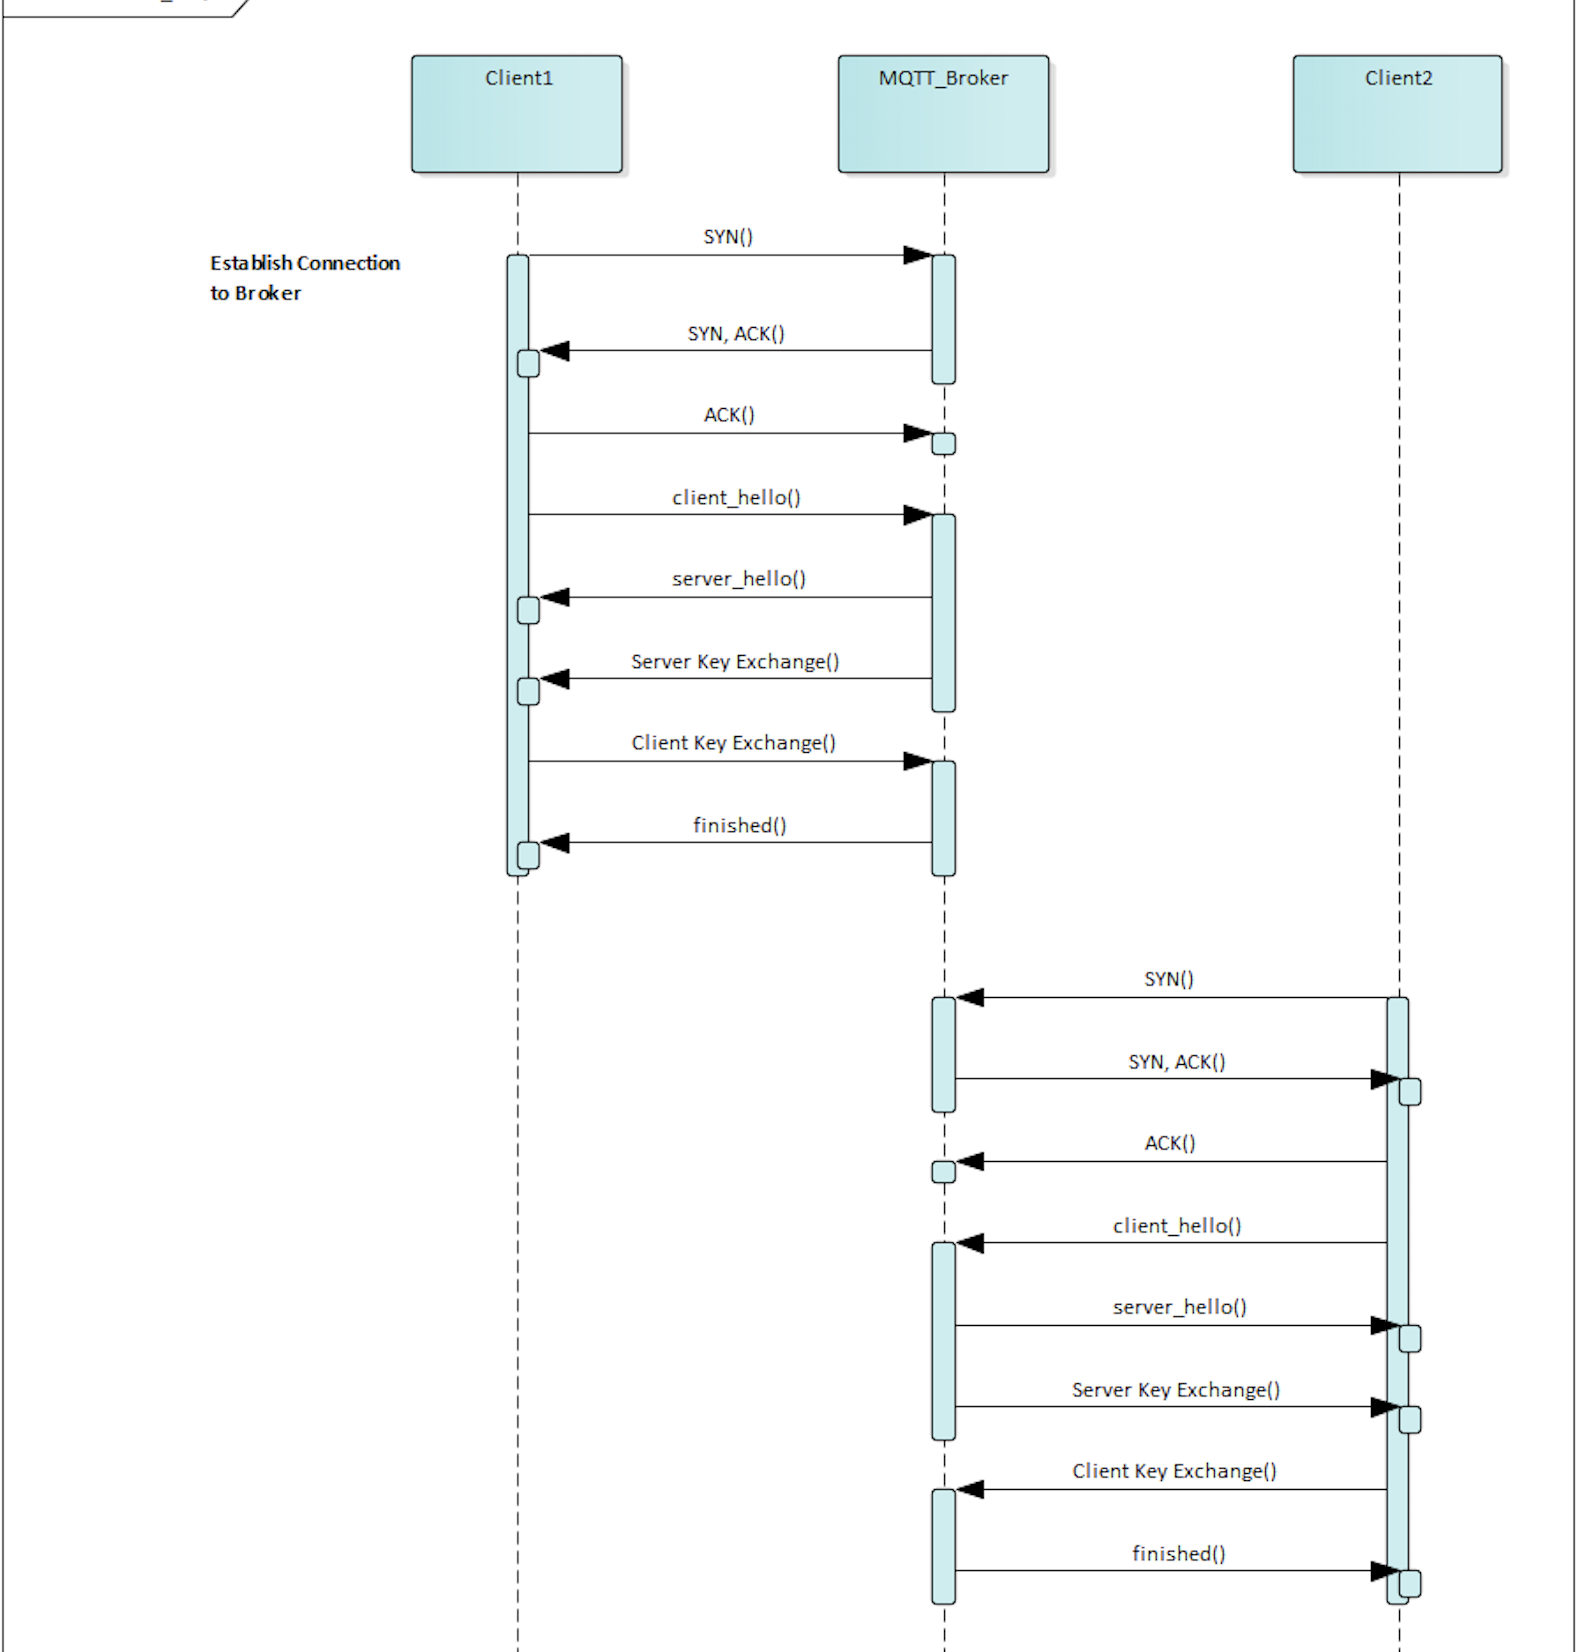 Client1
MQTT_Broker
Client2
SYN()
Establish Connection
to Broker
SYN, ACK()
ACK()
client_hello()
server_hello()
Server Key Exchange()
Client Key Exchange()
finished()
SYN()
SYN, ACK()
ACK()
client_hello()
server_hello()
Server Key Exchange()
Client Key Exchange()
finished()